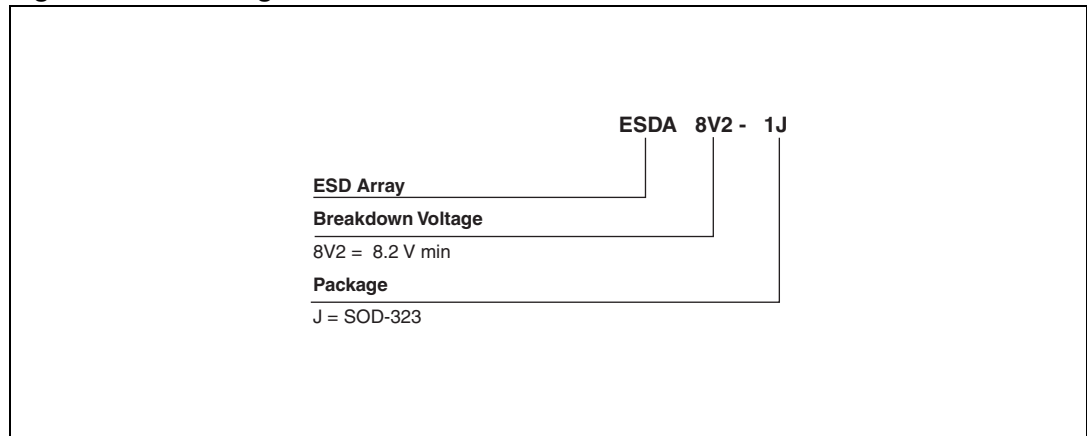 ESDA 8V2 - 1J
ESD Array
Breakdown Voltage
8V2 = 8.2 V min
Package
J = SOD-323